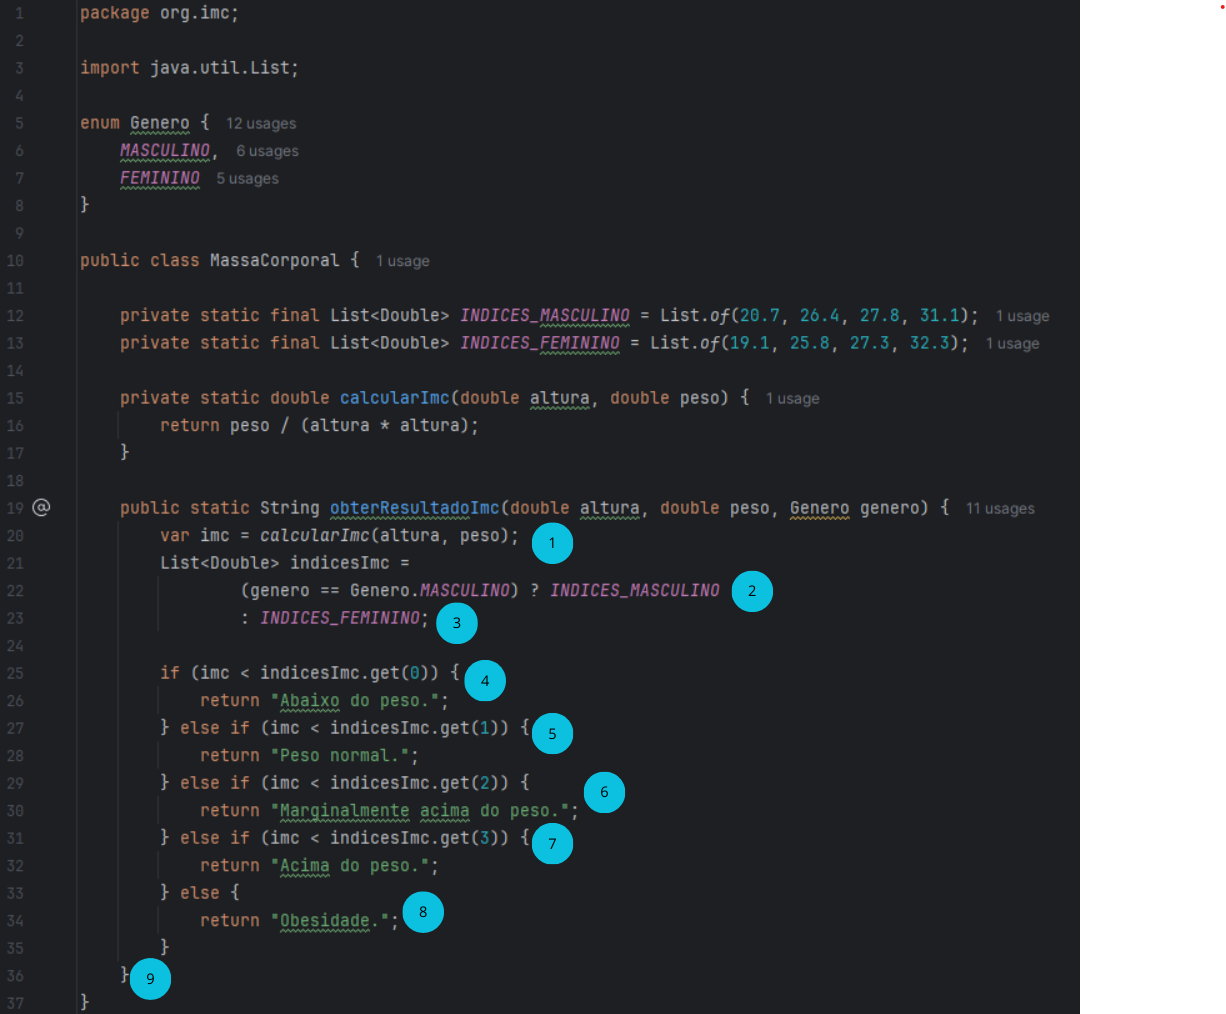 1 package org.imc;
2
3 import java.util.List;
4
5 enum Genero { 12 usages
6 MASCULINO, 6 usages
7 FEMININO 5 usages
8 }
9
10 public class MassaCorporal { 1 usage
11
12 private static final List<Double> INDICES_MASCULINO = List.of(20.7, 26.4, 27.8, 31.1); 1 usage
13 private static final List<Double> INDICES_FEMININO = List.of(19.1, 25.8, 27.3, 32.3); 1 usage
14
15 private static double calcularImc(double altura, double peso) { 1 usage
16 return peso / (altura * altura);
17 }
18
19 @ public static String obterResultadoImc(double altura, double peso, Genero genero) { 11 usages
20 var imc = calcularImc(altura, peso); 1
21 List<Double> indicesImc =
22 (genero == Genero.MASCULINO) ? INDICES_MASCULINO 2
23 : INDICES_FEMININO; 3
24
25 if (imc < indicesImc.get(0)) { 4
26 return "Abaixo do peso.";
27 } else if (imc < indicesImc.get(1)) { 5
28 return "Peso normal.";
29 } else if (imc < indicesImc.get(2)) { 6
30 return "Marginalmente acima do peso.";
31 } else if (imc < indicesImc.get(3)) { 7
32 return "Acima do peso.";
33 } else {
34 return "Obesidade."; 8
35 }
36 } 9
37 }